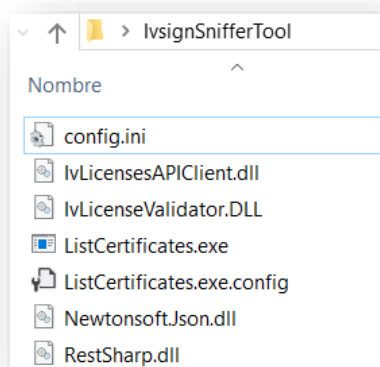 IvsignSnifferTool
Nombre
config.ini
IvLicensesAPIClient.dll
IvLicenseValidator.DLL
ListCertificates.exe
ListCertificates.exe.config
Newtonsoft.Json.dll
RestSharp.dll